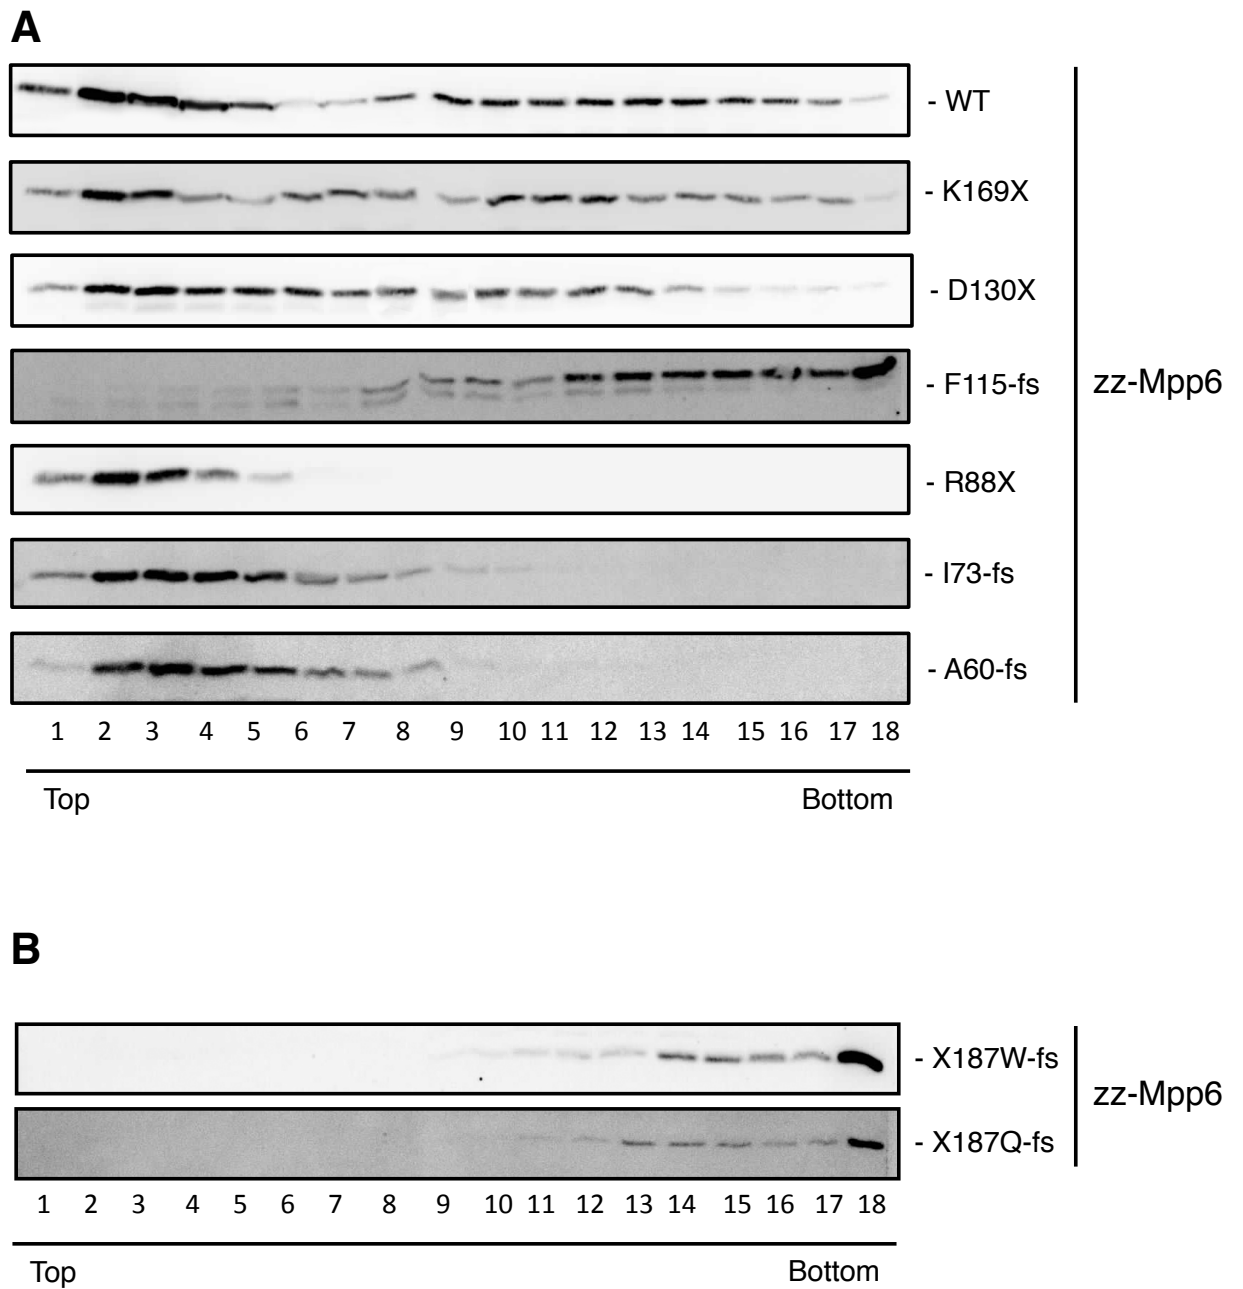 A
- WT
- K169X
- D130X
- F115-fs
zz-Mpp6
- R88X
- I73-fs
- A60-fs
1 2 3 4 5 6 7 8 9 10 11 12 13 14 15 16 17 18
Top Bottom
B
- X187W-fs
zz-Mpp6
- X187Q-fs
1 2 3 4 5 6 7 8 9 10 11 12 13 14 15 16 17 18
Top Bottom